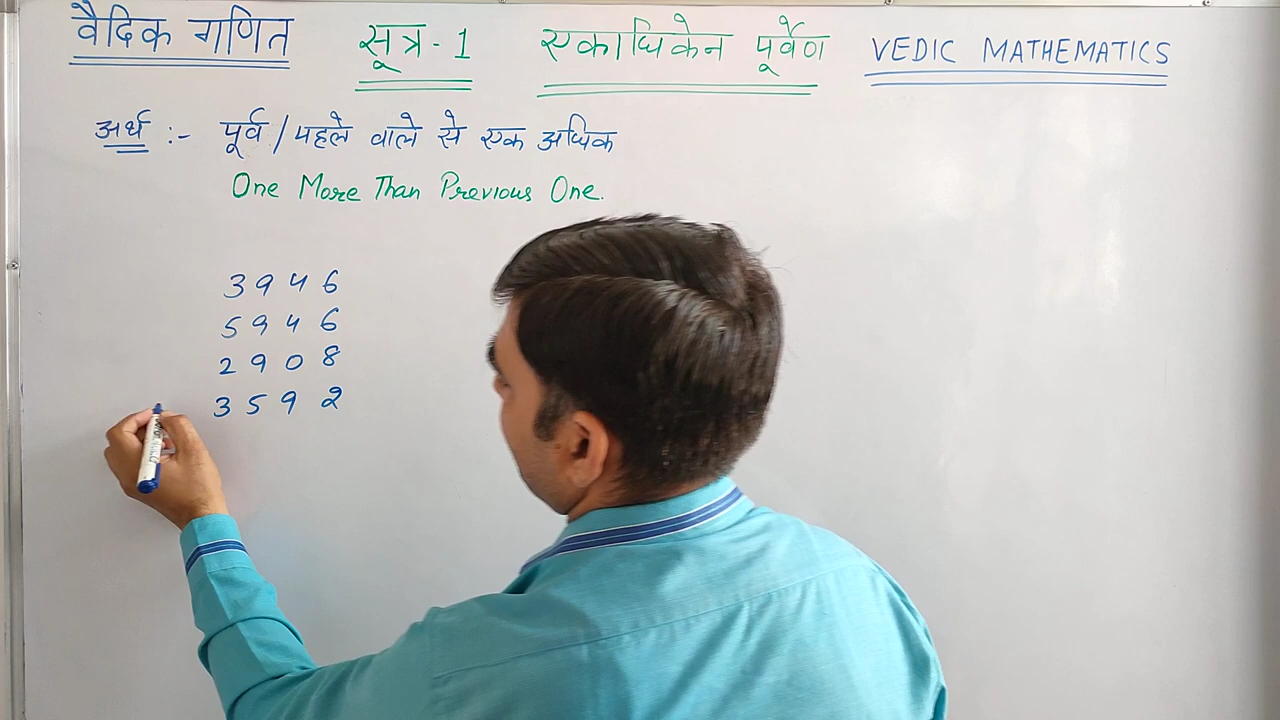 वैदिक गणित सूत्र-1 एकाधिकेन पूर्वेण VEDIC MATHEMATICS
अर्थ :- पूर्व/पहले वाले से एक अधिक
One More Than Previous One.
3946
5946
2908
3592